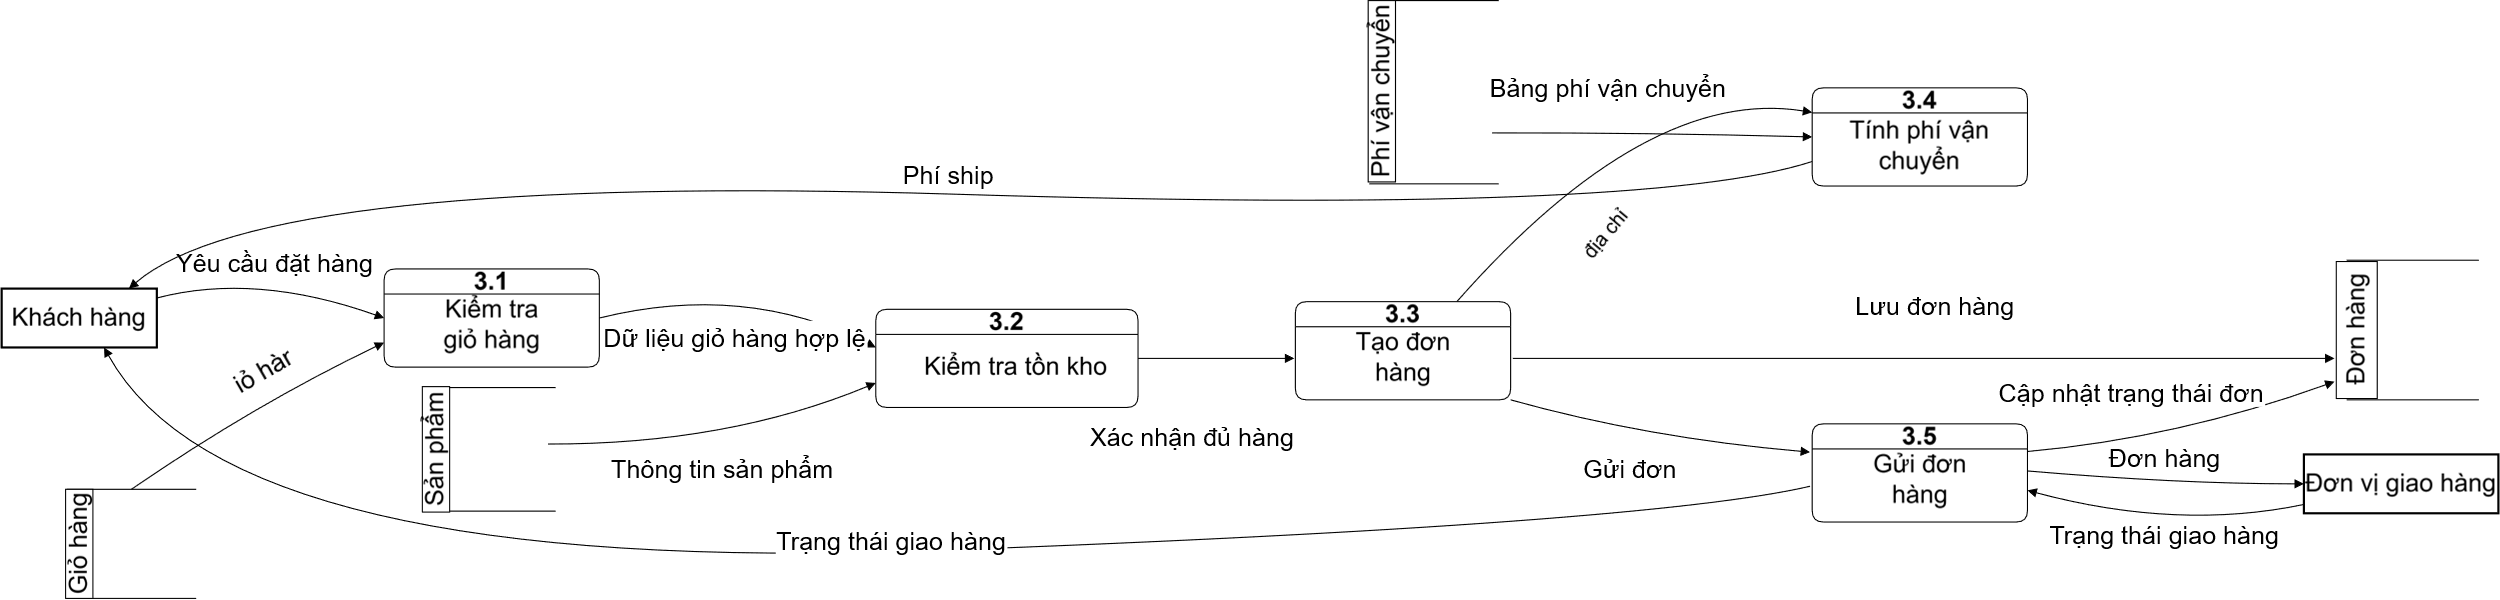 Phí vận chuyển
Bảng phí vận chuyển
3.4
Tính phí vận
chuyển
Phí ship
địa chỉ
Yêu cầu đặt hàng
Khách hàng
3.1
Kiểm tra
giỏ hàng
Dữ liệu giỏ hàng hợp lệ
3.2
Kiểm tra tồn kho
3.3
Tạo đơn
hàng
Lưu đơn hàng
Đơn hàng
iỏ hàr
Sản phẩm
Thông tin sản phẩm
Xác nhận đủ hàng
Cập nhật trạng thái đơn
3.5
Gửi đơn
hàng
Gửi đơn
Đơn hàng
Đơn vị giao hàng
Trạng thái giao hàng
Giỏ hàng
Trạng thái giao hàng